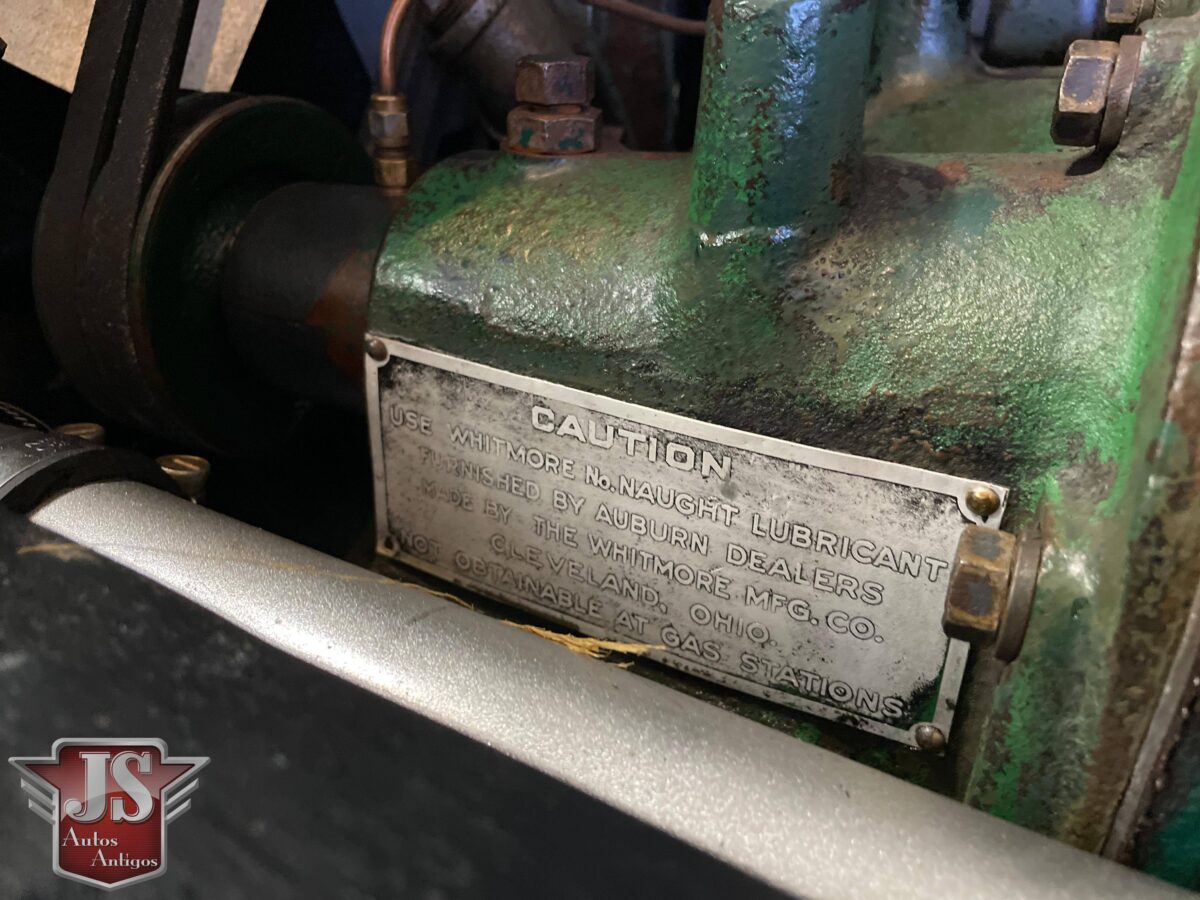 CAUTION
USE WHITMORE No. NAUGHT LUBRICANT
FURNISHED BY AUBURN DEALERS
MADE BY THE WHITMORE MFG. CO.
CLEVELAND, OHIO.
NOT OBTAINABLE AT GAS STATIONS
JS
Autos
Antigos